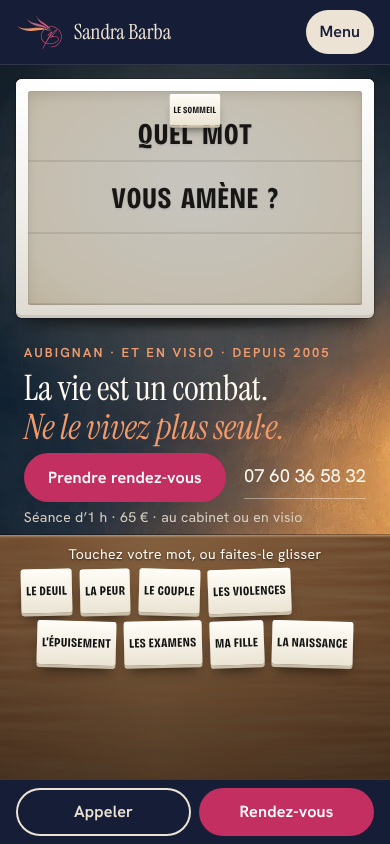 Sandra Barba
Menu
LE SOMMEIL
QUEL MOT
VOUS AMÈNE ?
AUBIGNAN · ET EN VISIO · DEPUIS 2005
La vie est un combat.
Ne le vivez plus seul·e.
Prendre rendez-vous
07 60 36 58 32
Séance d’1 h · 65 € · au cabinet ou en visio
Touchez votre mot, ou faites-le glisser
LE DEUIL LA PEUR LE COUPLE LES VIOLENCES
L’ÉPUISEMENT LES EXAMENS MA FILLE LA NAISSANCE
Appeler
Rendez-vous